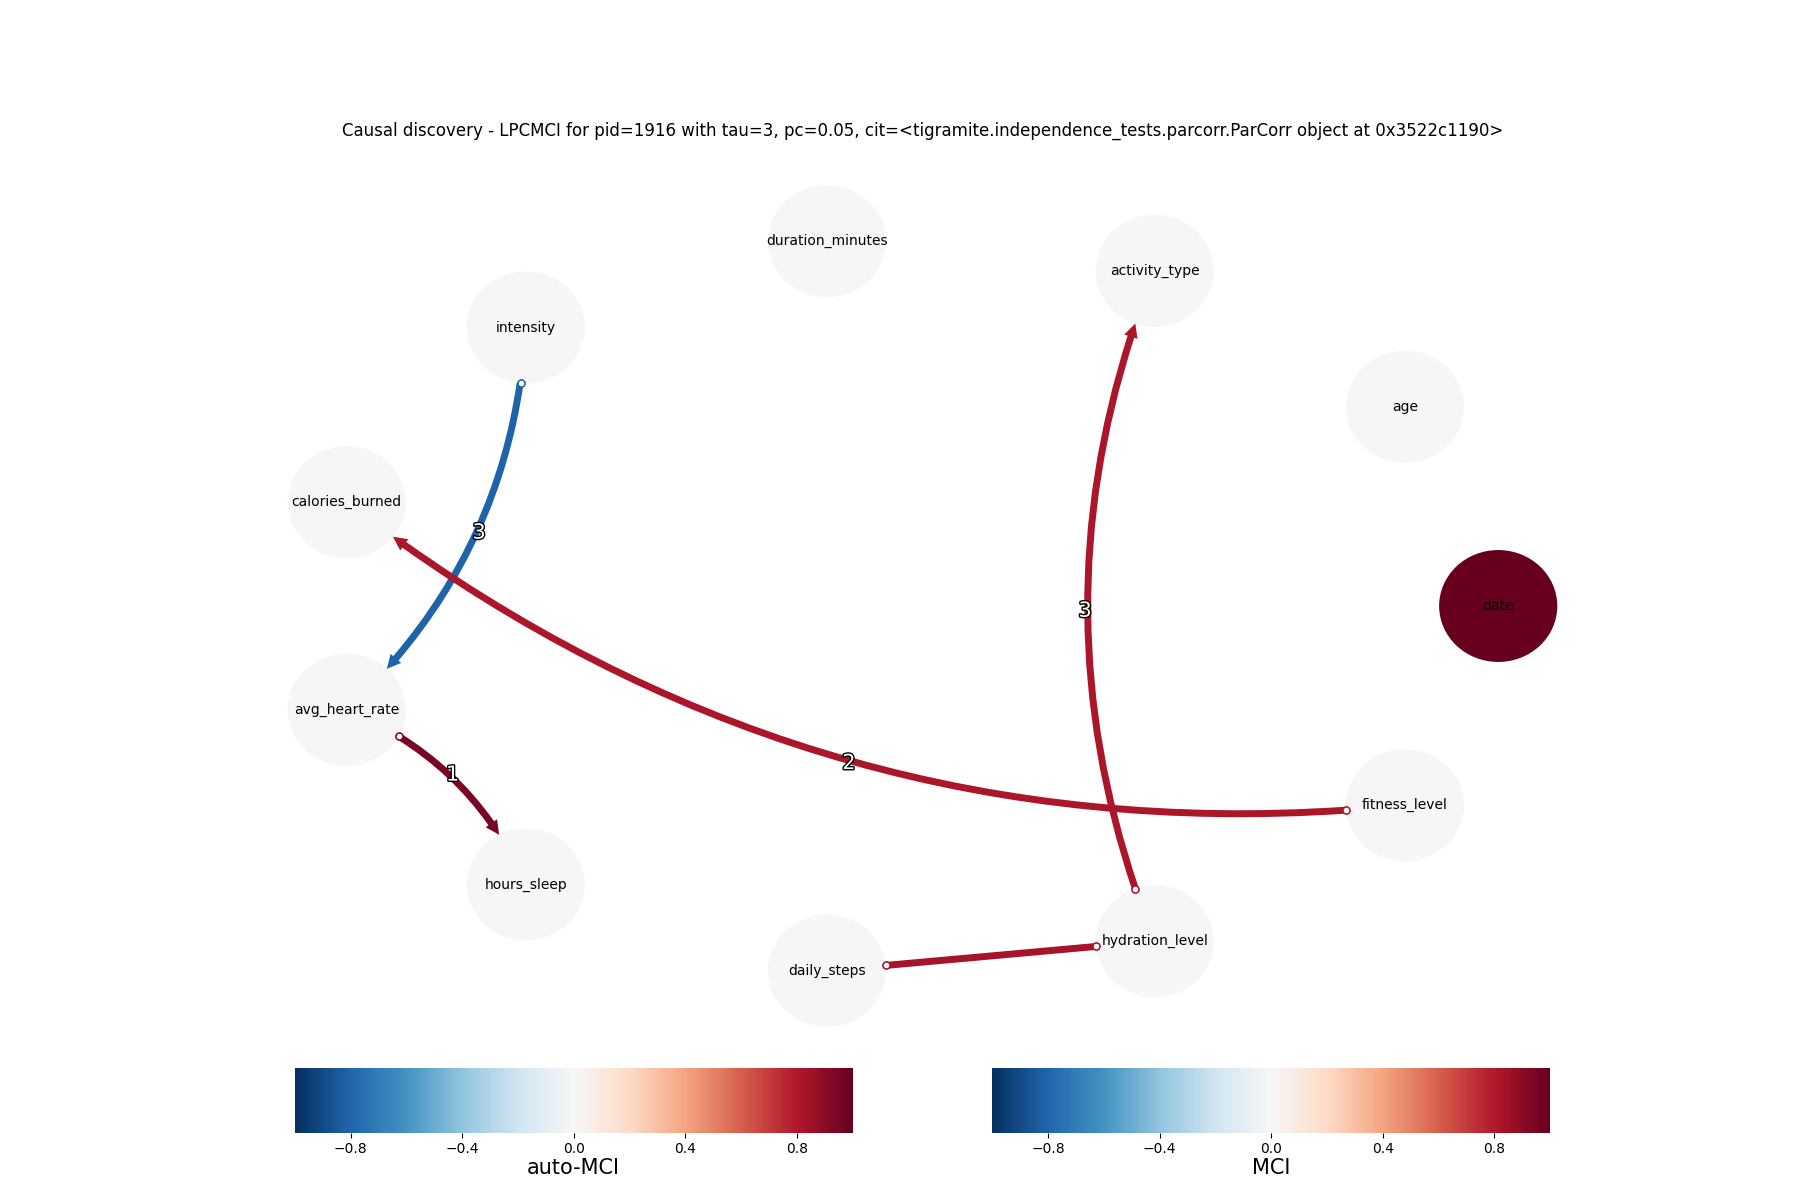 Causal discovery - LPCMCI for pid=1916 with tau=3, pc=0.05, cit=<tigramite.independence_tests.parcorr.ParCorr object at 0x3522c1190>
duration_minutes
activity_type
intensity
age
calories_burned
3
date
3
avg_heart_rate
2
1
fitness_level
hours_sleep
hydration_level
daily_steps
−0.8 −0.4 0.0 0.4 0.8
auto-MCI
−0.8 −0.4 0.0 0.4 0.8
MCI